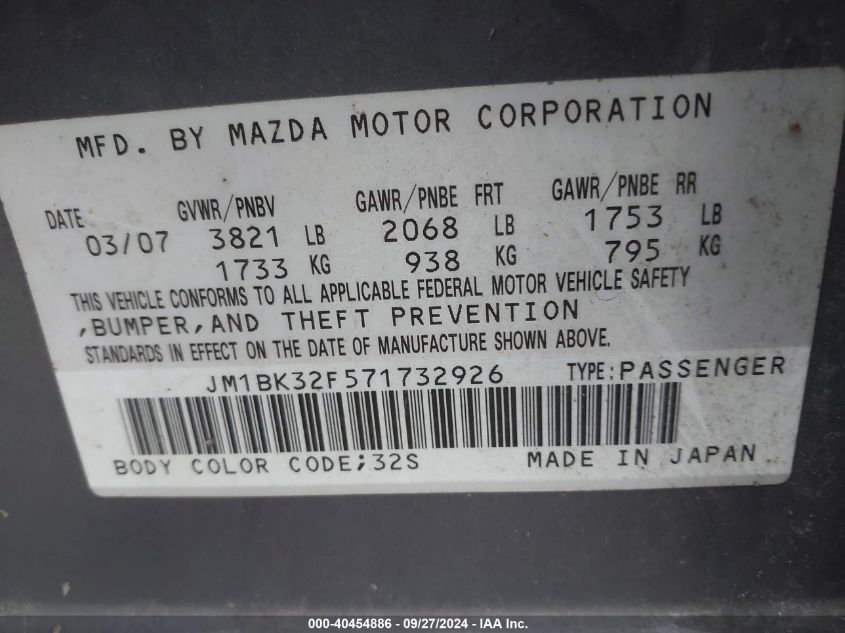 MFD. BY MAZDA MOTOR CORPORATION
DATE GVWR/PNBV GAWR/PNBE FRT GAWR/PNBE RR
03/07 3821 LB 2068 LB 1753 LB
1733 KG 938 KG 795 KG
THIS VEHICLE CONFORMS TO ALL APPLICABLE FEDERAL MOTOR VEHICLE SAFETY
,BUMPER,AND THEFT PREVENTION
STANDARDS IN EFFECT ON THE DATE OF MANUFACTURE SHOWN ABOVE.
JM1BK32F571732926 TYPE:PASSENGER
BODY COLOR CODE;32S MADE IN JAPAN
000-40454886 - 09/27/2024 - IAA Inc.